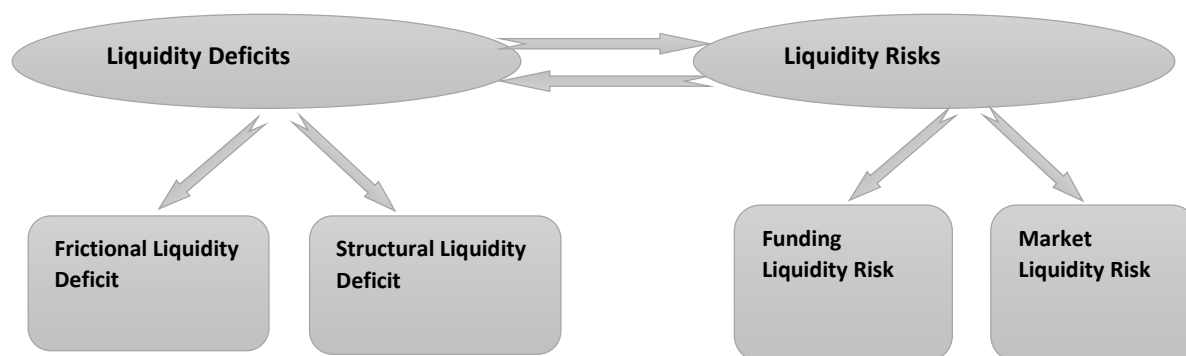 Liquidity Deficits
Liquidity Risks
Frictional Liquidity
Deficit
Structural Liquidity
Deficit
Funding
Liquidity Risk
Market
Liquidity Risk